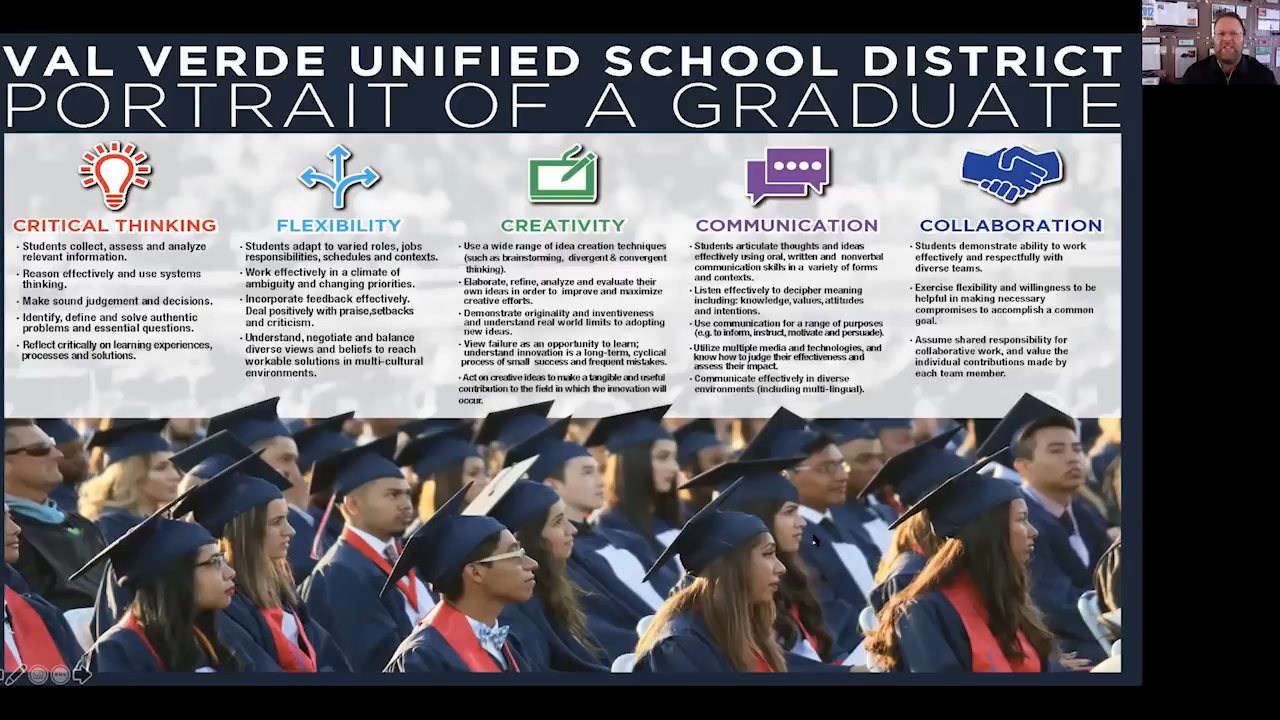 VAL VERDE UNIFIED SCHOOL DISTRICT
PORTRAIT OF A GRADUATE
CRITICAL THINKING
· Students collect, assess and analyze
relevant information.
· Reason effectively and use systems
thinking.
· Make sound judgement and decisions.
· Identify, define and solve authentic
problems and essential questions.
· Reflect critically on learning experiences,
processes and solutions.
FLEXIBILITY
· Students adapt to varied roles, jobs
responsibilities, schedules and contexts.
· Work effectively in a climate of
ambiguity and changing priorities.
· Incorporate feedback effectively.
Deal positively with praise,setbacks
and criticism.
· Understand, negotiate and balance
diverse views and beliefs to reach
workable solutions in multi-cultural
environments.
CREATIVITY
· Use a wide range of idea creation techniques
(such as brainstorming, divergent & convergent
thinking).
· Elaborate, refine, analyze and evaluate their
own ideas in order to improve and maximize
creative efforts.
· Demonstrate originality and inventiveness
and understand real world limits to adopting
new ideas.
· View failure as an opportunity to learn;
understand innovation is a long-term, cyclical
process of small success and frequent mistakes.
· Act on creative ideas to make a tangible and useful
contribution to the field in which the innovation will
occur.
COMMUNICATION
· Students articulate thoughts and ideas
effectively using oral, written and nonverbal
communication skills in a variety of forms
and contexts.
· Listen effectively to decipher meaning
including; knowledge, values, attitudes
and intentions.
· Use communication for a range of purposes
(e.g. to inform, instruct, motivate and persuade).
· Utilize multiple media and technologies, and
know how to judge their effectiveness and
assess their impact.
· Communicate effectively in diverse
environments (including multi-lingual).
COLLABORATION
· Students demonstrate ability to work
effectively and respectfully with
diverse teams.
· Exercise flexibility and willingness to be
helpful in making necessary
compromises to accomplish a common
goal.
· Assume shared responsibility for
collaborative work, and value the
individual contributions made by
each team member.